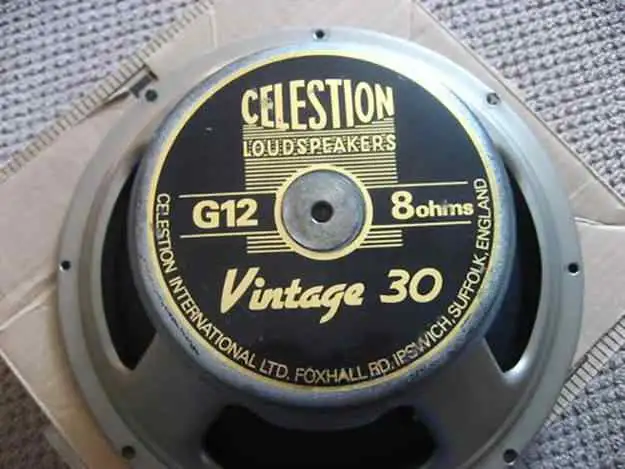 CELESTION
LOUDSPEAKERS
G12 8ohms
Vintage 30
CELESTION INTERNATIONAL LTD. FOXHALL RD. IPSWICH, SUFFOLK, ENGLAND